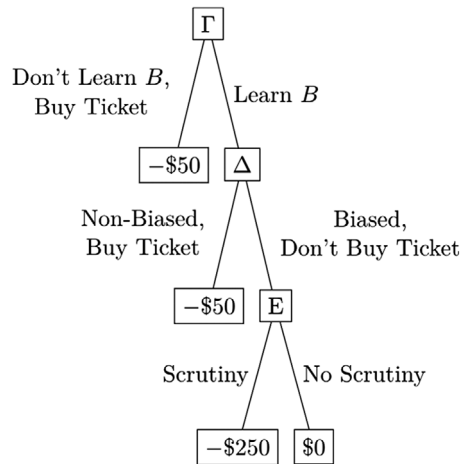 Γ
Don't Learn B,
Buy Ticket
Learn B
−$50
Δ
Non-Biased,
Buy Ticket
Biased,
Don't Buy Ticket
−$50
E
Scrutiny
No Scrutiny
−$250
$0